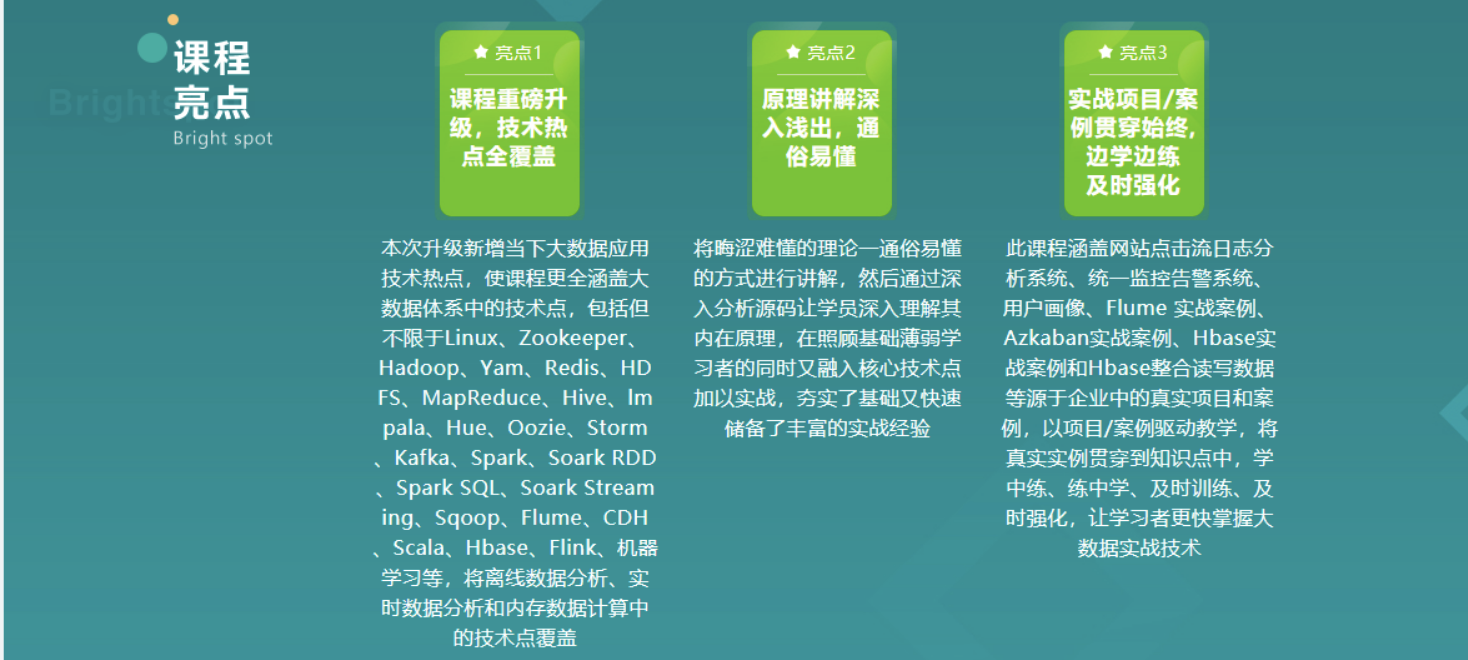 课程
亮点
Brights
Bright spot
亮点1
课程重磅升
级，技术热
点全覆盖
本次升级新增当下大数据应用
技术热点，使课程更全涵盖大
数据体系中的技术点，包括但
不限于Linux、Zookeeper、
Hadoop、Yam、Redis、HD
FS、MapReduce、Hive、lm
pala、Hue、Oozie、Storm
、Kafka、Spark、Soark RDD
、Spark SQL、Soark Stream
ing、Sqoop、Flume、CDH
、Scala、Hbase、Flink、机器
学习等，将离线数据分析、实
时数据分析和内存数据计算中
的技术点覆盖
亮点2
原理讲解深
入浅出，通
俗易懂
将晦涩难懂的理论一通俗易懂
的方式进行讲解，然后通过深
入分析源码让学员深入理解其
内在原理，在照顾基础薄弱学
习者的同时又融入核心技术点
加以实战，夯实了基础又快速
储备了丰富的实战经验
亮点3
实战项目/案
例贯穿始终,
边学边练
及时强化
此课程涵盖网站点击流日志分
析系统、统一监控告警系统、
用户画像、Flume 实战案例、
Azkaban实战案例、Hbase实
战案例和Hbase整合读写数据
等源于企业中的真实项目和案
例，以项目/案例驱动教学，将
真实实例贯穿到知识点中，学
中练、练中学、及时训练、及
时强化，让学习者更快掌握大
数据实战技术